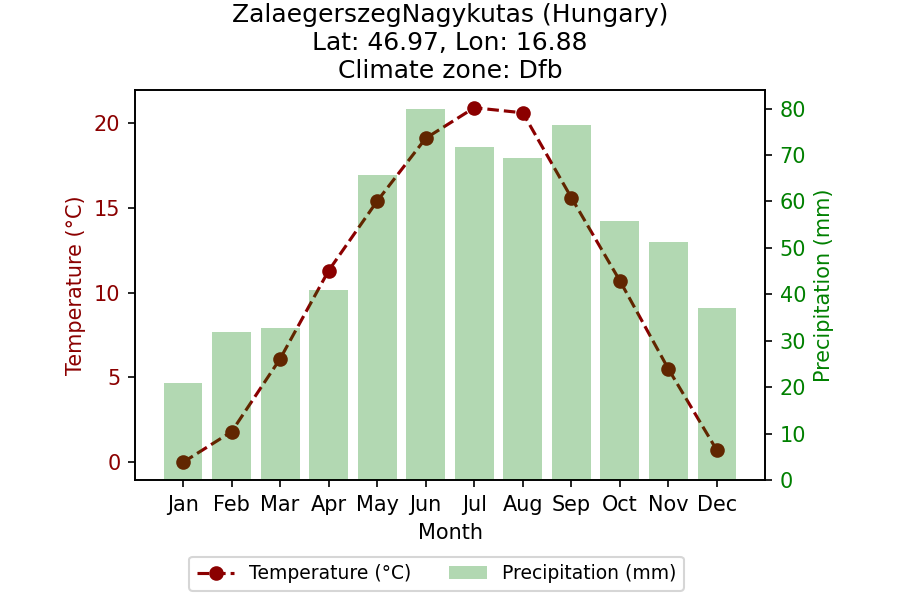 ZalaegerszegNagykutas (Hungary)
Lat: 46.97, Lon: 16.88
Climate zone: Dfb
Temperature (°C)
20
15
10
5
0
80
70
60
50
40
30
20
10
0
Precipitation (mm)
Jan Feb Mar Apr May Jun Jul Aug Sep Oct Nov Dec
Month
Temperature (°C) Precipitation (mm)